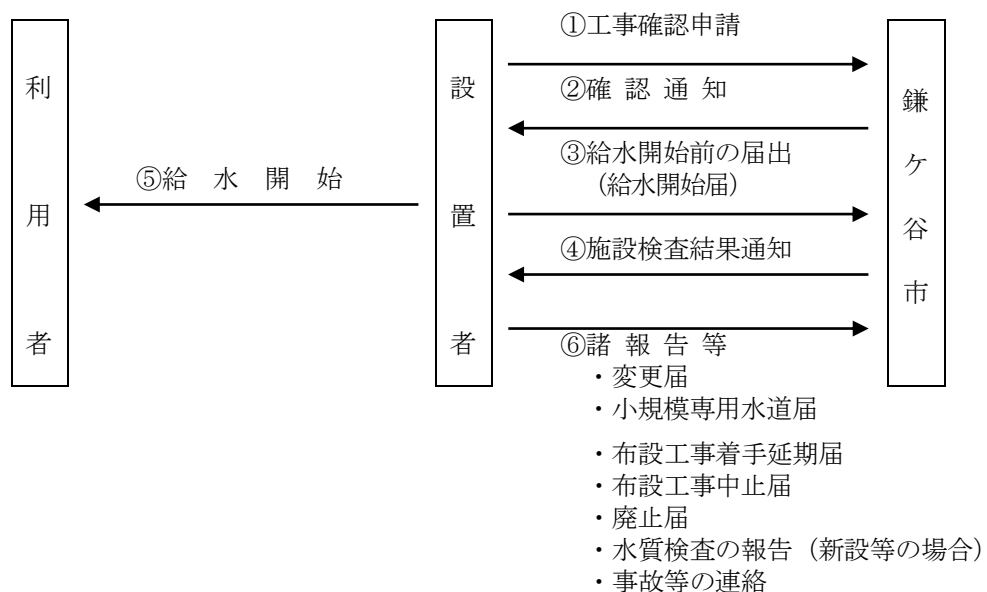 利用者
設置者
鎌ケ谷市
①工事確認申請
②確 認 通 知
③給水開始前の届出
(給水開始届)
④施設検査結果通知
⑤給 水 開 始
⑥諸 報 告 等
・変更届
・小規模専用水道届
・布設工事着手延期届
・布設工事中止届
・廃止届
・水質検査の報告(新設等の場合)
・事故等の連絡